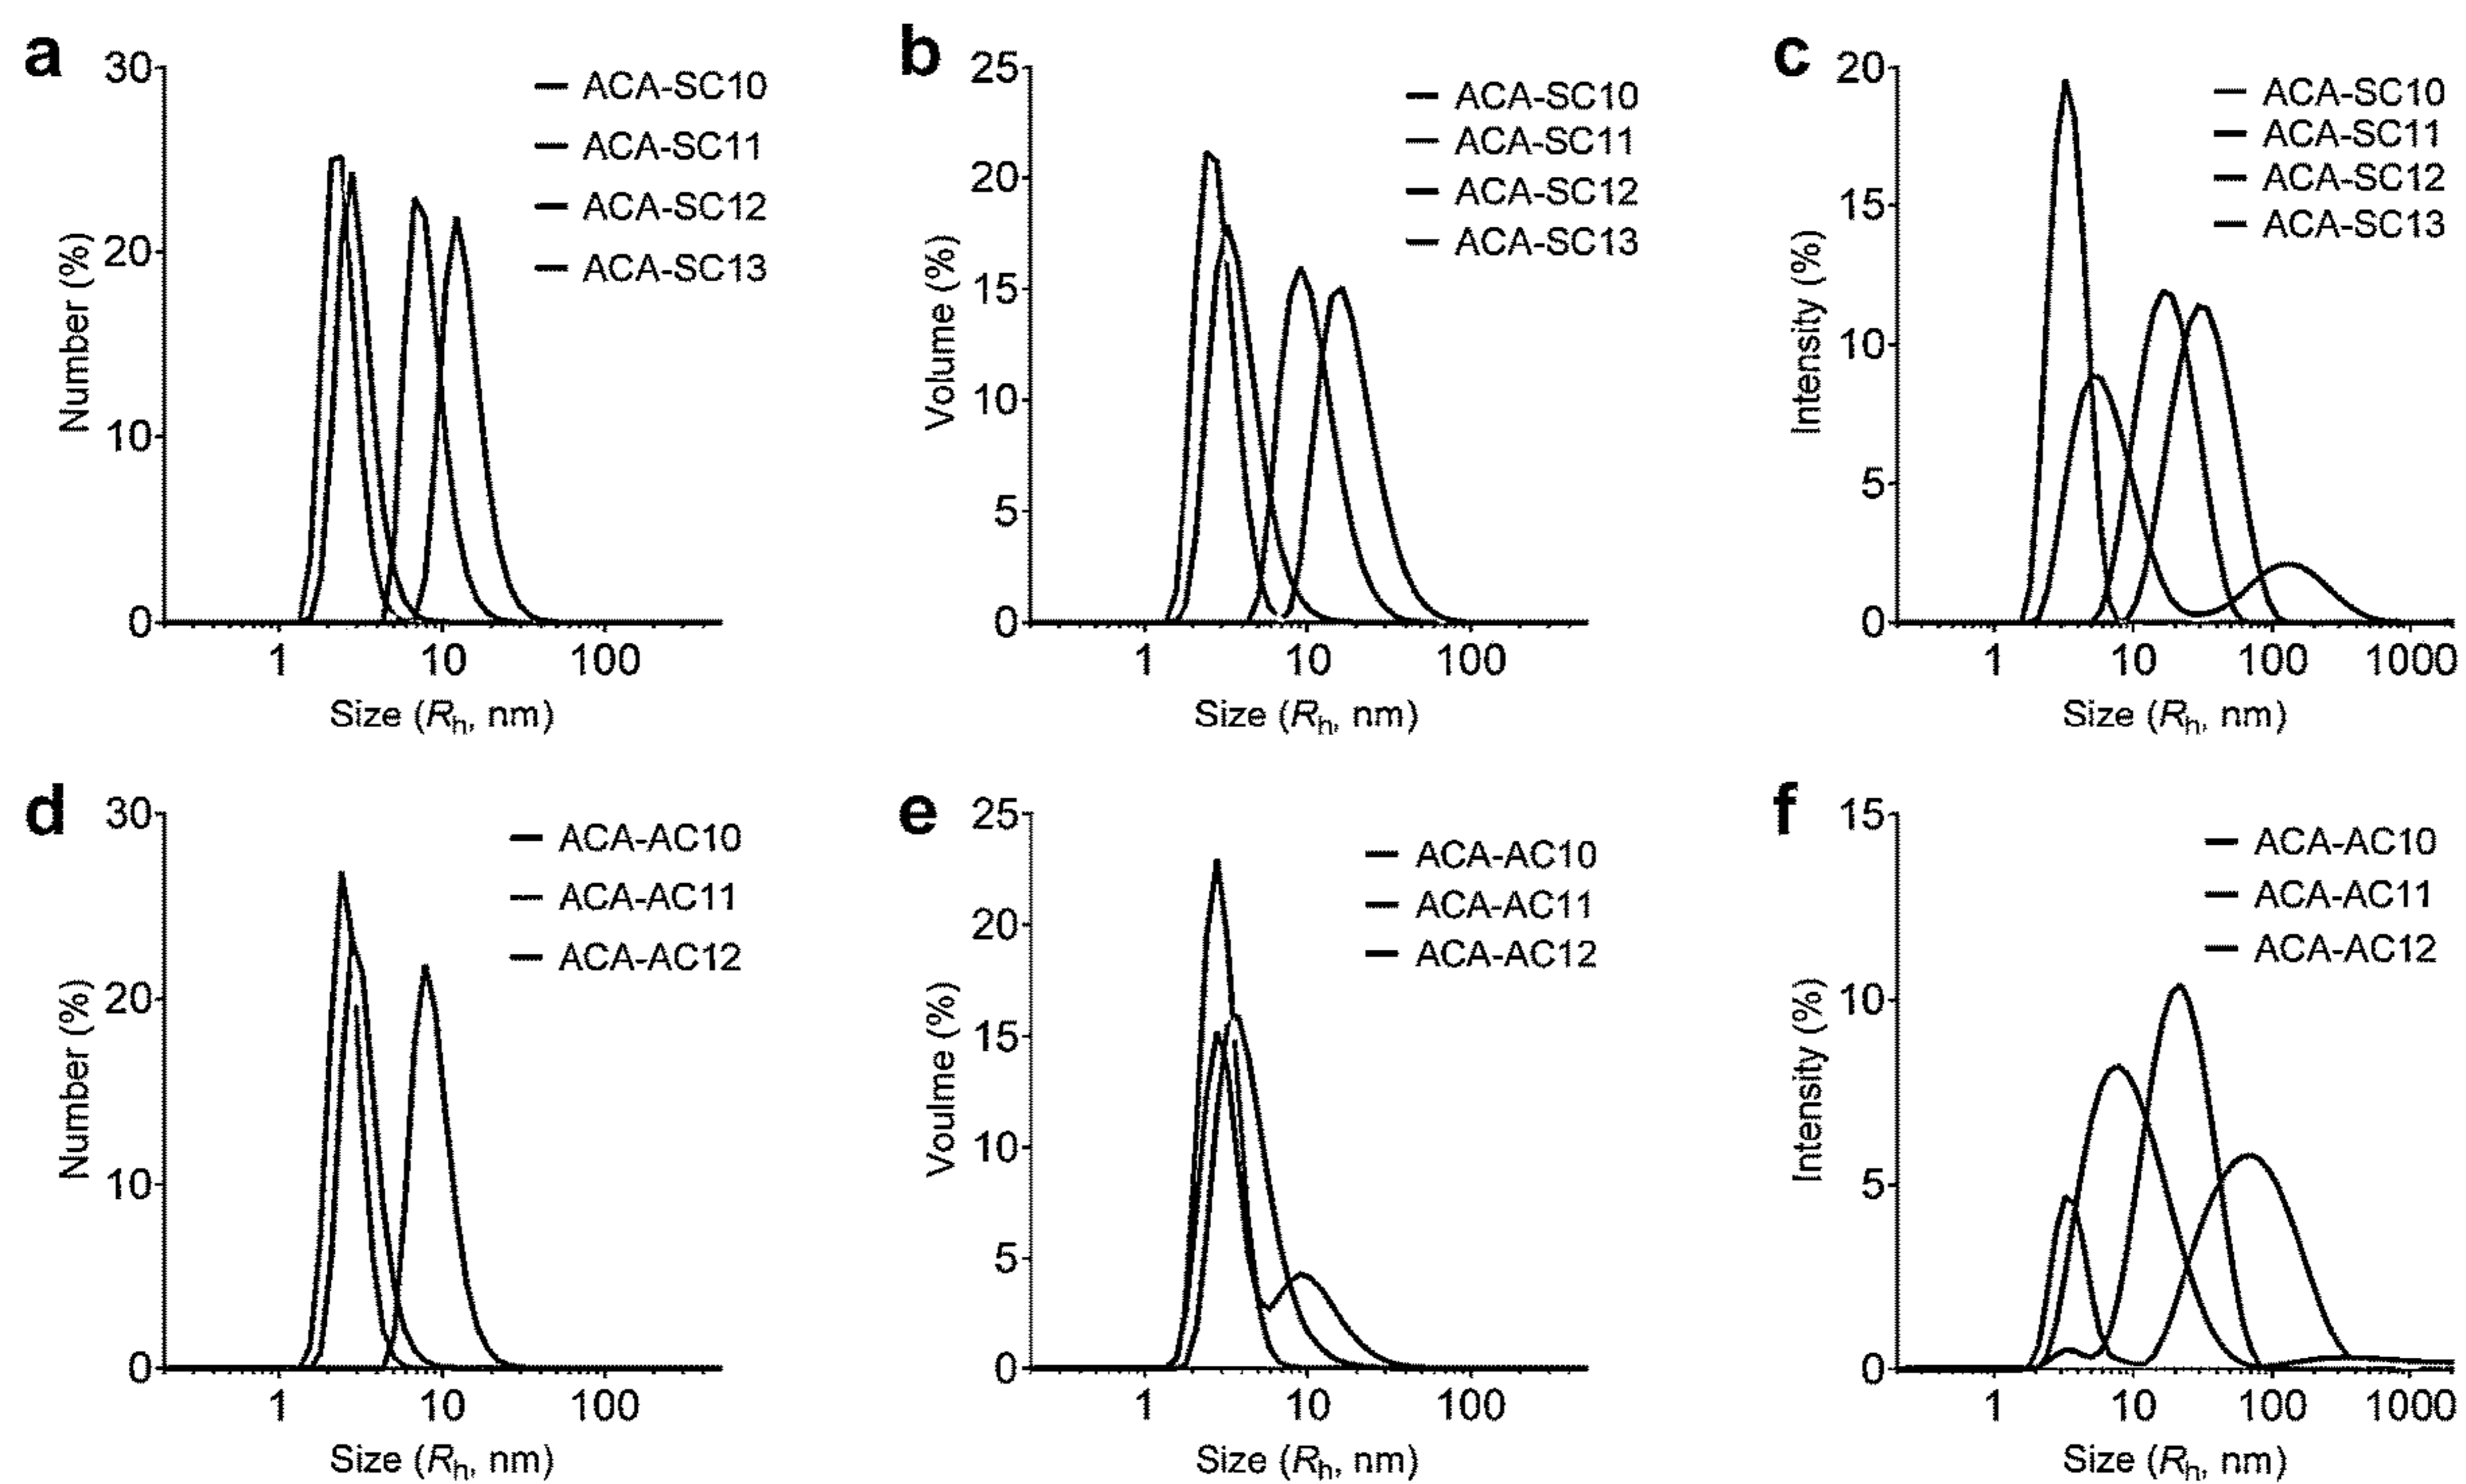 a
30
20
10
0
Number (%)
ACA-SC10
ACA-SC11
ACA-SC12
ACA-SC13
1 10 100
Size (Rh, nm)
b
25
20
15
10
5
0
Volume (%)
ACA-SC10
ACA-SC11
ACA-SC12
ACA-SC13
1 10 100
Size (Rh, nm)
c
20
15
10
5
0
Intensity (%)
ACA-SC10
ACA-SC11
ACA-SC12
ACA-SC13
1 10 100 1000
Size (Rh, nm)
d
30
20
10
0
Number (%)
ACA-AC10
ACA-AC11
ACA-AC12
1 10 100
Size (Rh, nm)
e
25
20
15
10
5
0
Voulme (%)
ACA-AC10
ACA-AC11
ACA-AC12
1 10 100
Size (Rh, nm)
f
15
10
5
0
Intensity (%)
ACA-AC10
ACA-AC11
ACA-AC12
1 10 100 1000
Size (Rh, nm)